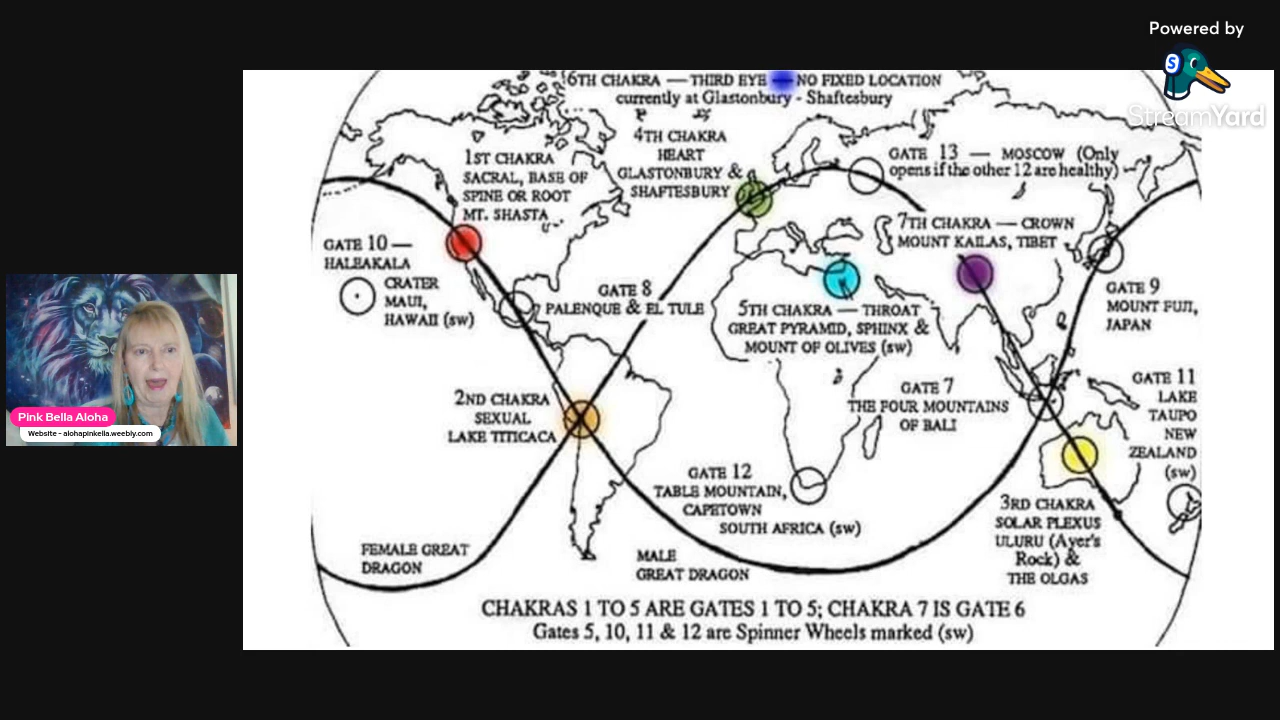 Powered by
StreamYard
6TH CHAKRA — THIRD EYE — NO FIXED LOCATION
currently at Glastonbury - Shaftesbury
4TH CHAKRA
HEART
GLASTONBURY &
SHAFTESBURY
1ST CHAKRA
SACRAL, BASE OF
SPINE OR ROOT
MT. SHASTA
GATE 13 — MOSCOW (Only
opens if the other 12 are healthy)
7TH CHAKRA — CROWN
MOUNT KAILAS, TIBET
GATE 10 —
HALEAKALA
CRATER
MAUI,
HAWAII (sw)
GATE 8
PALENQUE & EL TULE
5TH CHAKRA — THROAT
GREAT PYRAMID, SPHINX &
MOUNT OF OLIVES (sw)
GATE 9
MOUNT FUJI,
JAPAN
GATE 11
LAKE
TAUPO
NEW
ZEALAND
(sw)
GATE 7
THE FOUR MOUNTAINS
OF BALI
2ND CHAKRA
SEXUAL
LAKE TITICACA
GATE 12
TABLE MOUNTAIN,
CAPETOWN
SOUTH AFRICA (sw)
3RD CHAKRA
SOLAR PLEXUS
ULURU (Ayer's
Rock) &
THE OLGAS
FEMALE GREAT
DRAGON
MALE
GREAT DRAGON
CHAKRAS 1 TO 5 ARE GATES 1 TO 5; CHAKRA 7 IS GATE 6
Gates 5, 10, 11 & 12 are Spinner Wheels marked (sw)
Pink Bella Aloha
Website - alohapinkella.weebly.com